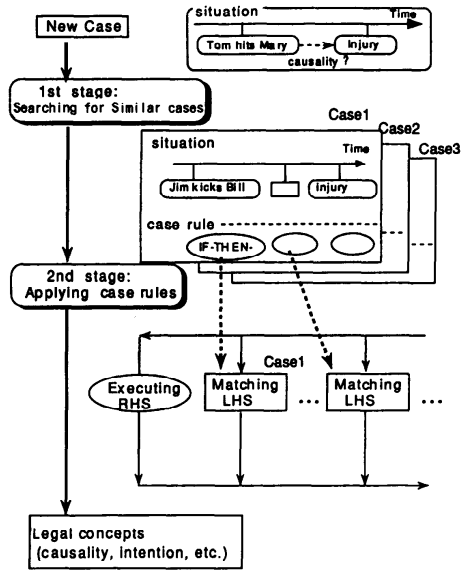 New Case
situation
Time
Tom hits Mary
Injury
causality ?
1st stage:
Searching for Similar cases
Case1
Case2
Case3
situation
Time
Jim kicks Bill
injury
case rule
IF-THEN-
2nd stage:
Applying case rules
Case1
Executing
RHS
Matching
LHS
...
Matching
LHS
...
Legal concepts
(causality, intention, etc.)